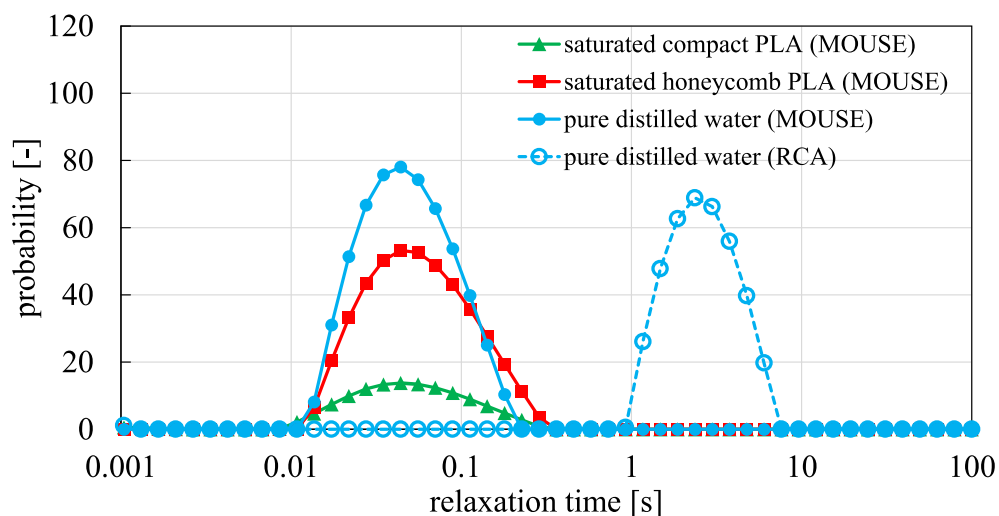 120
100
80
60
40
20
0
probability [-]
saturated compact PLA (MOUSE)
saturated honeycomb PLA (MOUSE)
pure distilled water (MOUSE)
pure distilled water (RCA)
0.001 0.01 0.1 1 10 100
relaxation time [s]